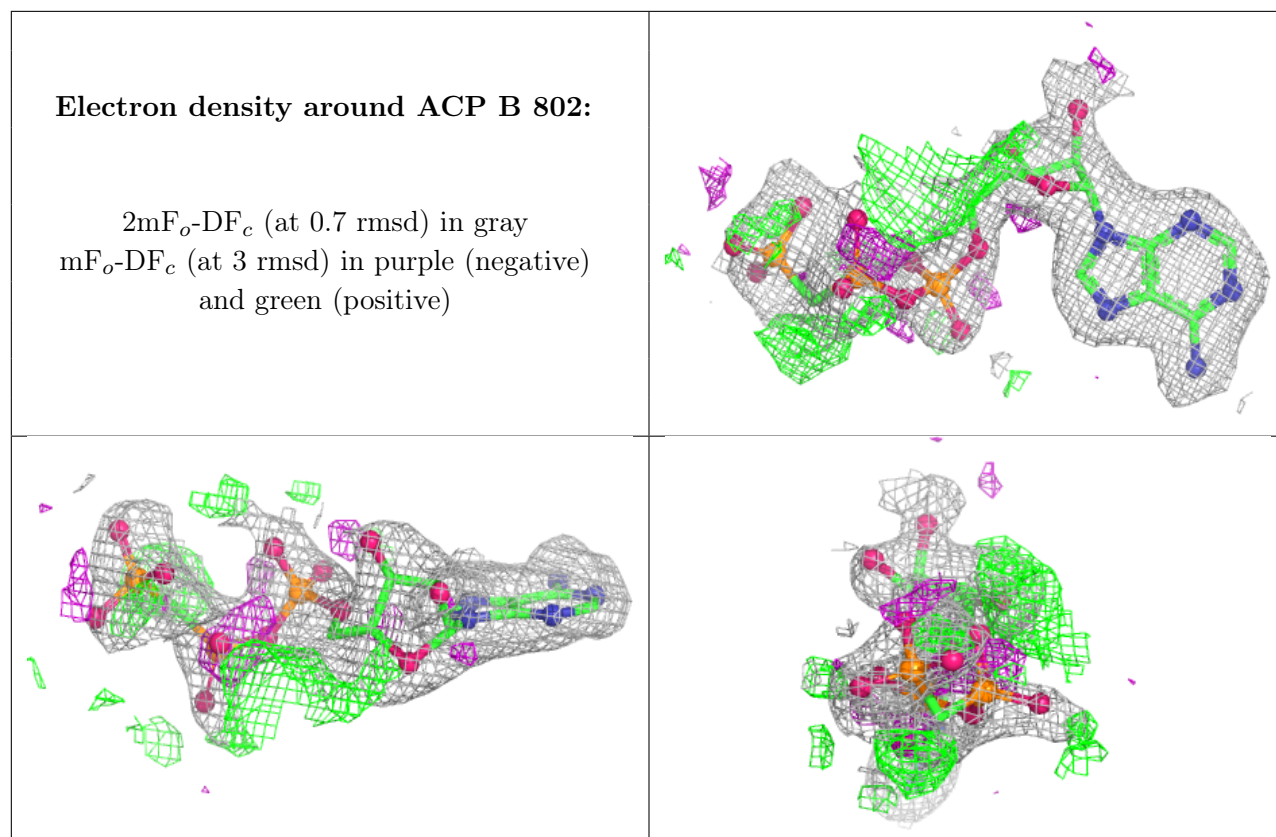 Electron density around ACP B 802:
2mFₒ-DF𝒸 (at 0.7 rmsd) in gray
mFₒ-DF𝒸 (at 3 rmsd) in purple (negative)
and green (positive)